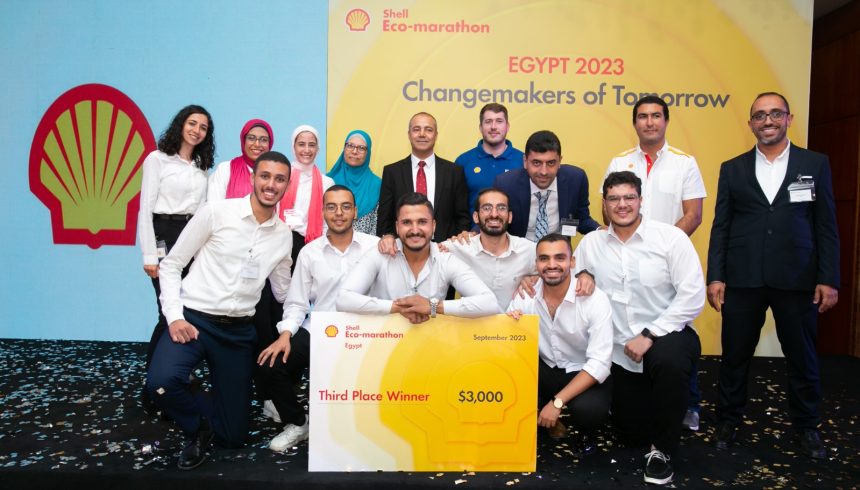 Shell
Eco-marathon
EGYPT 2023
Changemakers of Tomorrow
Shell
Eco-marathon
Egypt
September 2023
Third Place Winner
$3,000